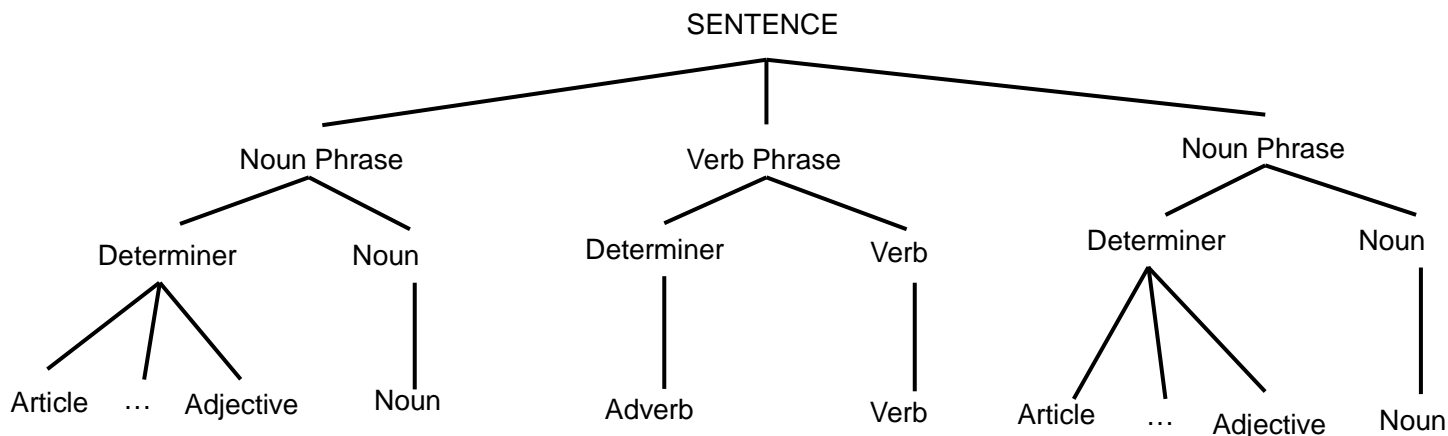 SENTENCE
Noun Phrase Verb Phrase Noun Phrase
Determiner Noun Determiner Verb Determiner Noun
Article … Adjective Noun Adverb Verb Article … Adjective Noun